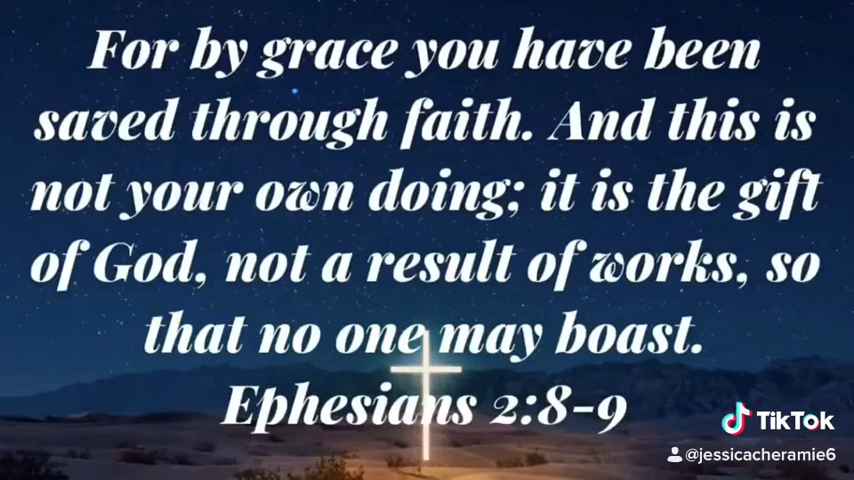 For by grace you have been
saved through faith. And this is
not your own doing; it is the gift
of God, not a result of works, so
that no one may boast.
Ephesians 2:8-9
TikTok
@jessicacheramie6